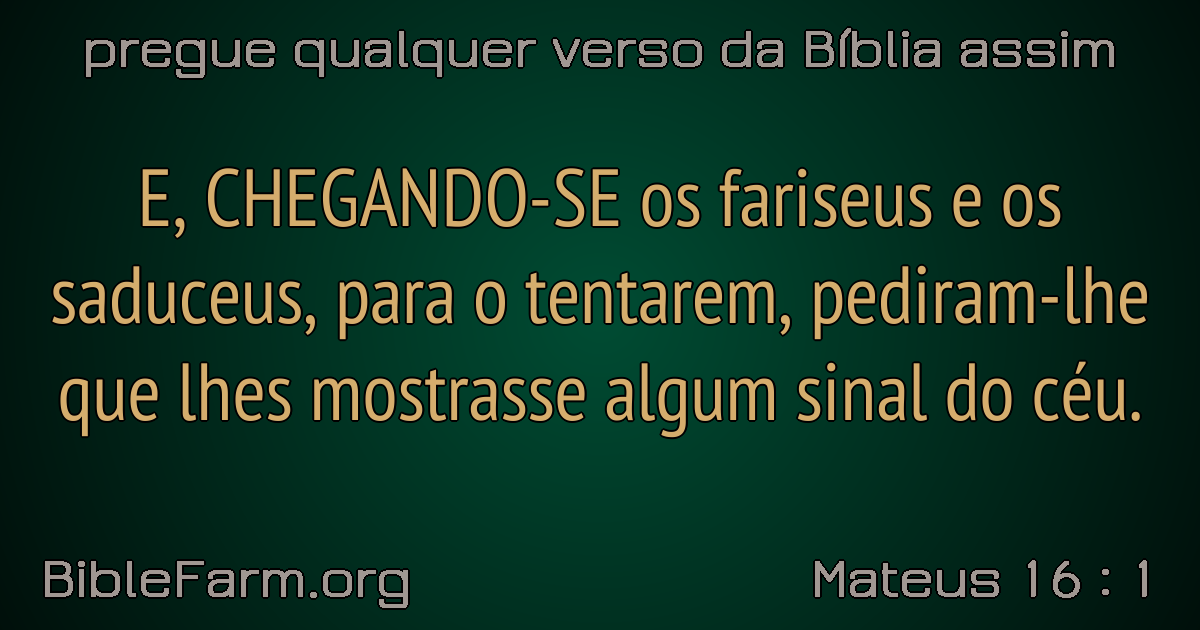 pregue qualquer verso da Bíblia assim
E, CHEGANDO-SE os fariseus e os
saduceus, para o tentarem, pediram-lhe
que lhes mostrasse algum sinal do céu.
BibleFarm.org
Mateus 16 : 1